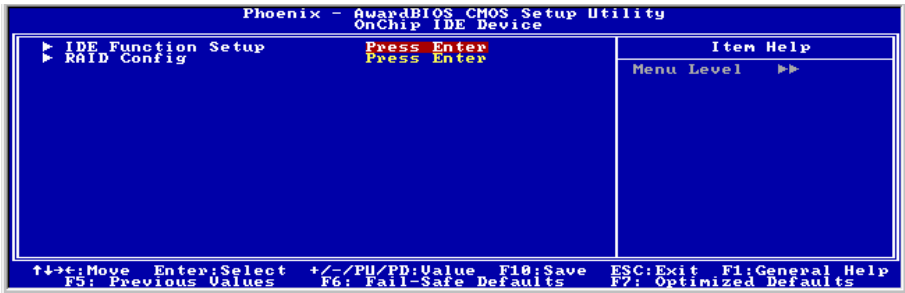 Phoenix - AwardBIOS CMOS Setup Utility
OnChip IDE Device
► IDE Function Setup Press Enter
► RAID Config Press Enter
Item Help
Menu Level ►►
↑↓→←:Move Enter:Select +/-/PU/PD:Value F10:Save ESC:Exit F1:General Help
F5: Previous Values F6: Fail-Safe Defaults F7: Optimized Defaults